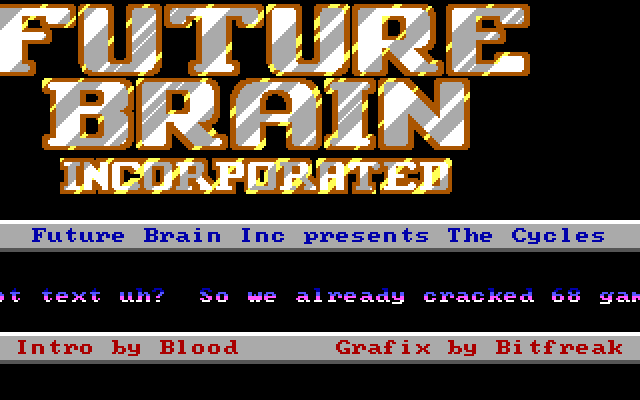 FUTURE
BRAIN
INCORPORATED
Future Brain Inc presents The Cycles
text uh? So we already cracked 68
Intro by Blood Grafix by Bitfreak